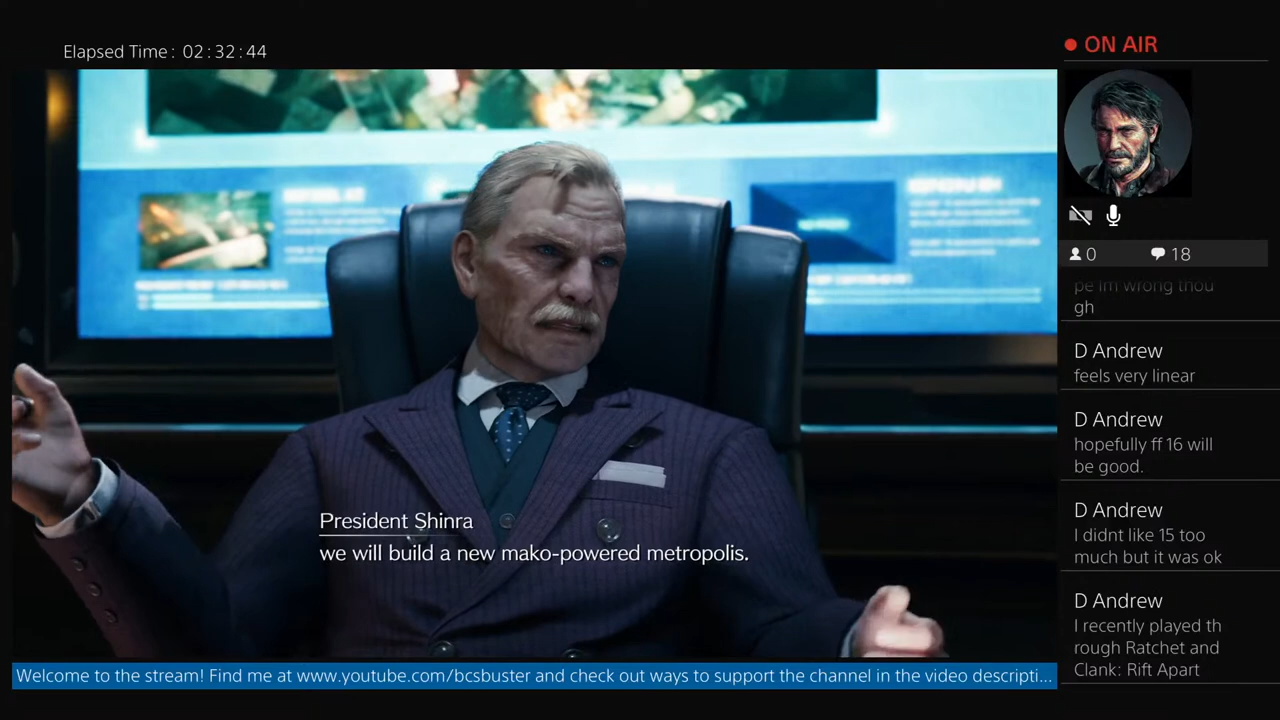 Elapsed Time: 02:32:44
ON AIR
0
18
pe im wrong thou
gh
D Andrew
feels very linear
D Andrew
hopefully ff 16 will
be good.
D Andrew
I didnt like 15 too
much but it was ok
D Andrew
I recently played th
rough Ratchet and
Clank: Rift Apart
President Shinra
we will build a new mako-powered metropolis.
Welcome to the stream! Find me at www.youtube.com/bcsbuster and check out ways to support the channel in the video descripti...